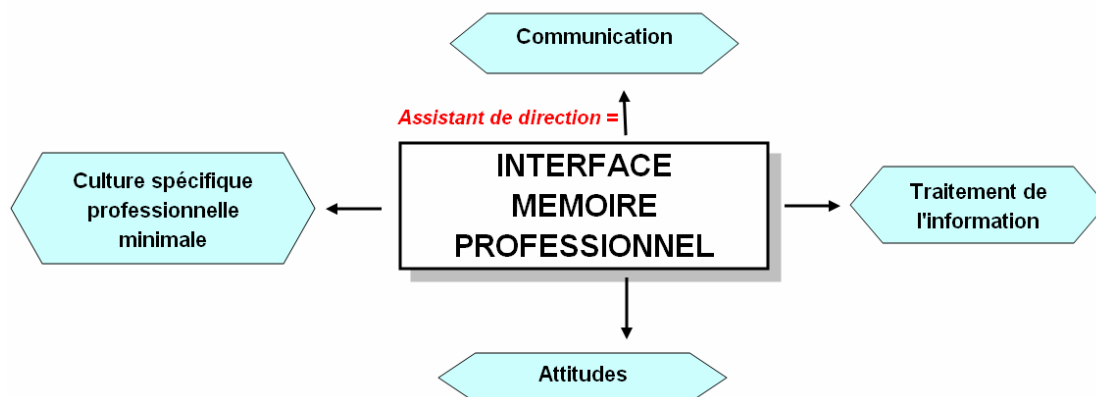 Communication
Assistant de direction =
INTERFACE
MEMOIRE
PROFESSIONNEL
Culture spécifique
professionnelle
minimale
Traitement de
l'information
Attitudes